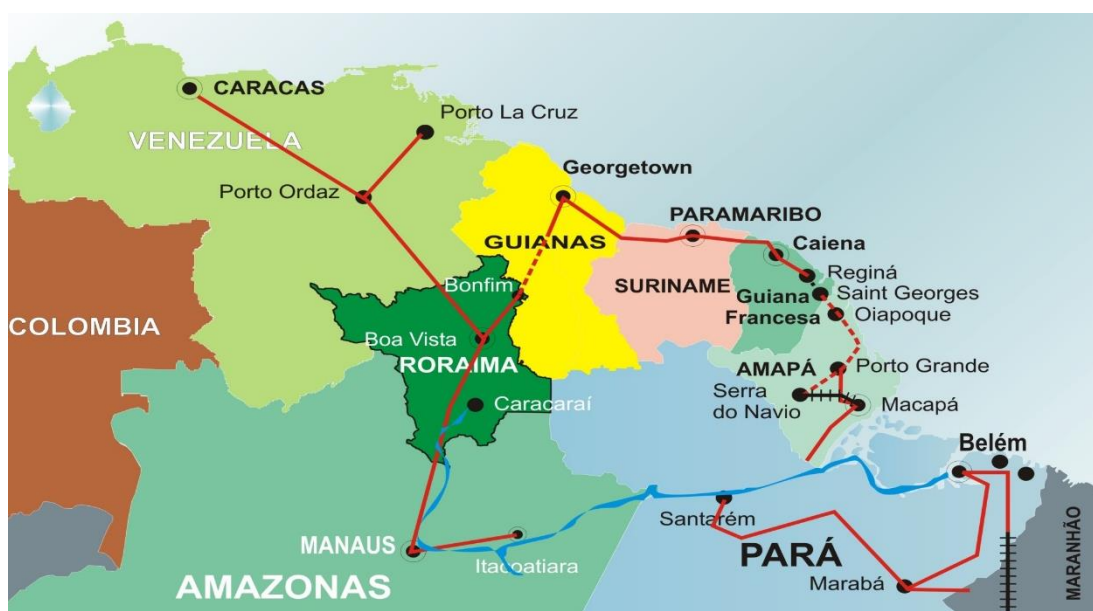 CARACAS
Porto La Cruz
VENEZUELA
Georgetown
Porto Ordaz
PARAMARIBO
GUIANAS
Caiena
Reginá
Bonfim
SURINAME
Guiana
Francesa
Saint Georges
Oiapoque
COLOMBIA
Boa Vista
RORAIMA
AMAPÁ
Porto Grande
Serra
do Navio
Caracaraí
Macapá
Belém
Santarém
MANAUS
Itacoatiara
PARÁ
AMAZONAS
Marabá
MARANHÃO